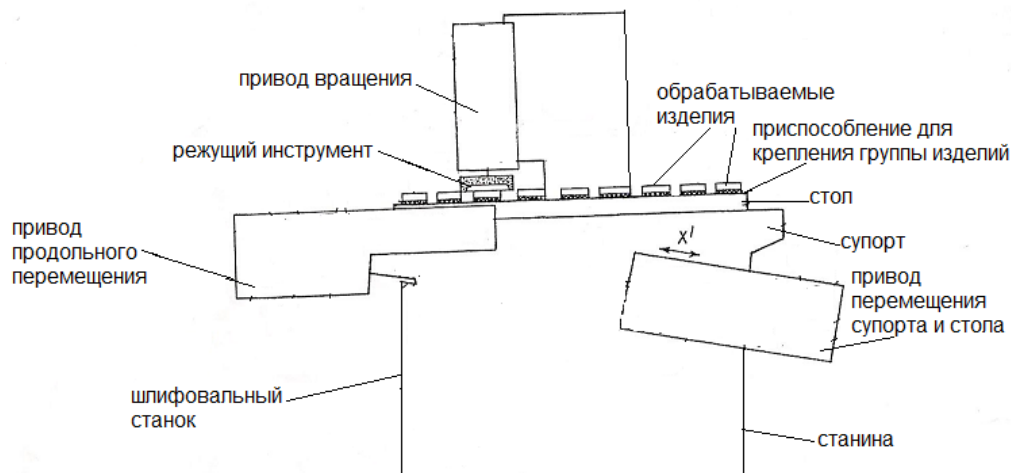 привод вращения
режущий инструмент
привод
продольного
перемещения
шлифовальный
станок
обрабатываемые
изделия
приспособление для
крепления группы изделий
стол
супорт
X'
привод
перемещения
супорта и стола
станина